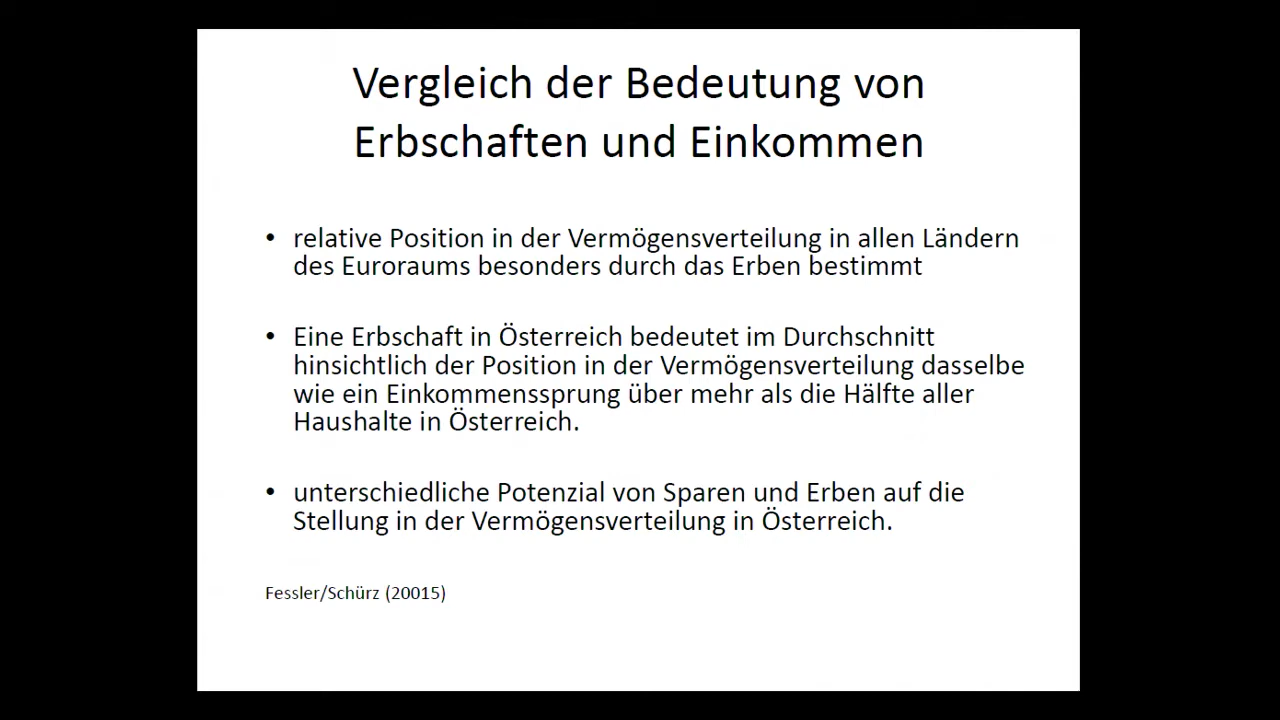 Vergleich der Bedeutung von
Erbschaften und Einkommen
• relative Position in der Vermögensverteilung in allen Ländern
des Euroraums besonders durch das Erben bestimmt
• Eine Erbschaft in Österreich bedeutet im Durchschnitt
hinsichtlich der Position in der Vermögensverteilung dasselbe
wie ein Einkommenssprung über mehr als die Hälfte aller
Haushalte in Österreich.
• unterschiedliche Potenzial von Sparen und Erben auf die
Stellung in der Vermögensverteilung in Österreich.
Fessler/Schürz (20015)